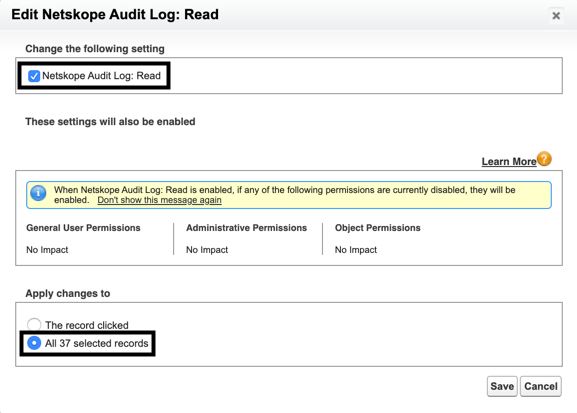 Edit Netskope Audit Log: Read
Change the following setting
Netskope Audit Log: Read
These settings will also be enabled
Learn More ?
i When Netskope Audit Log: Read is enabled, if any of the following permissions are currently disabled, they will be
enabled. Don't show this message again
General User Permissions Administrative Permissions Object Permissions
No Impact No Impact No Impact
Apply changes to
The record clicked
All 37 selected records
Save Cancel